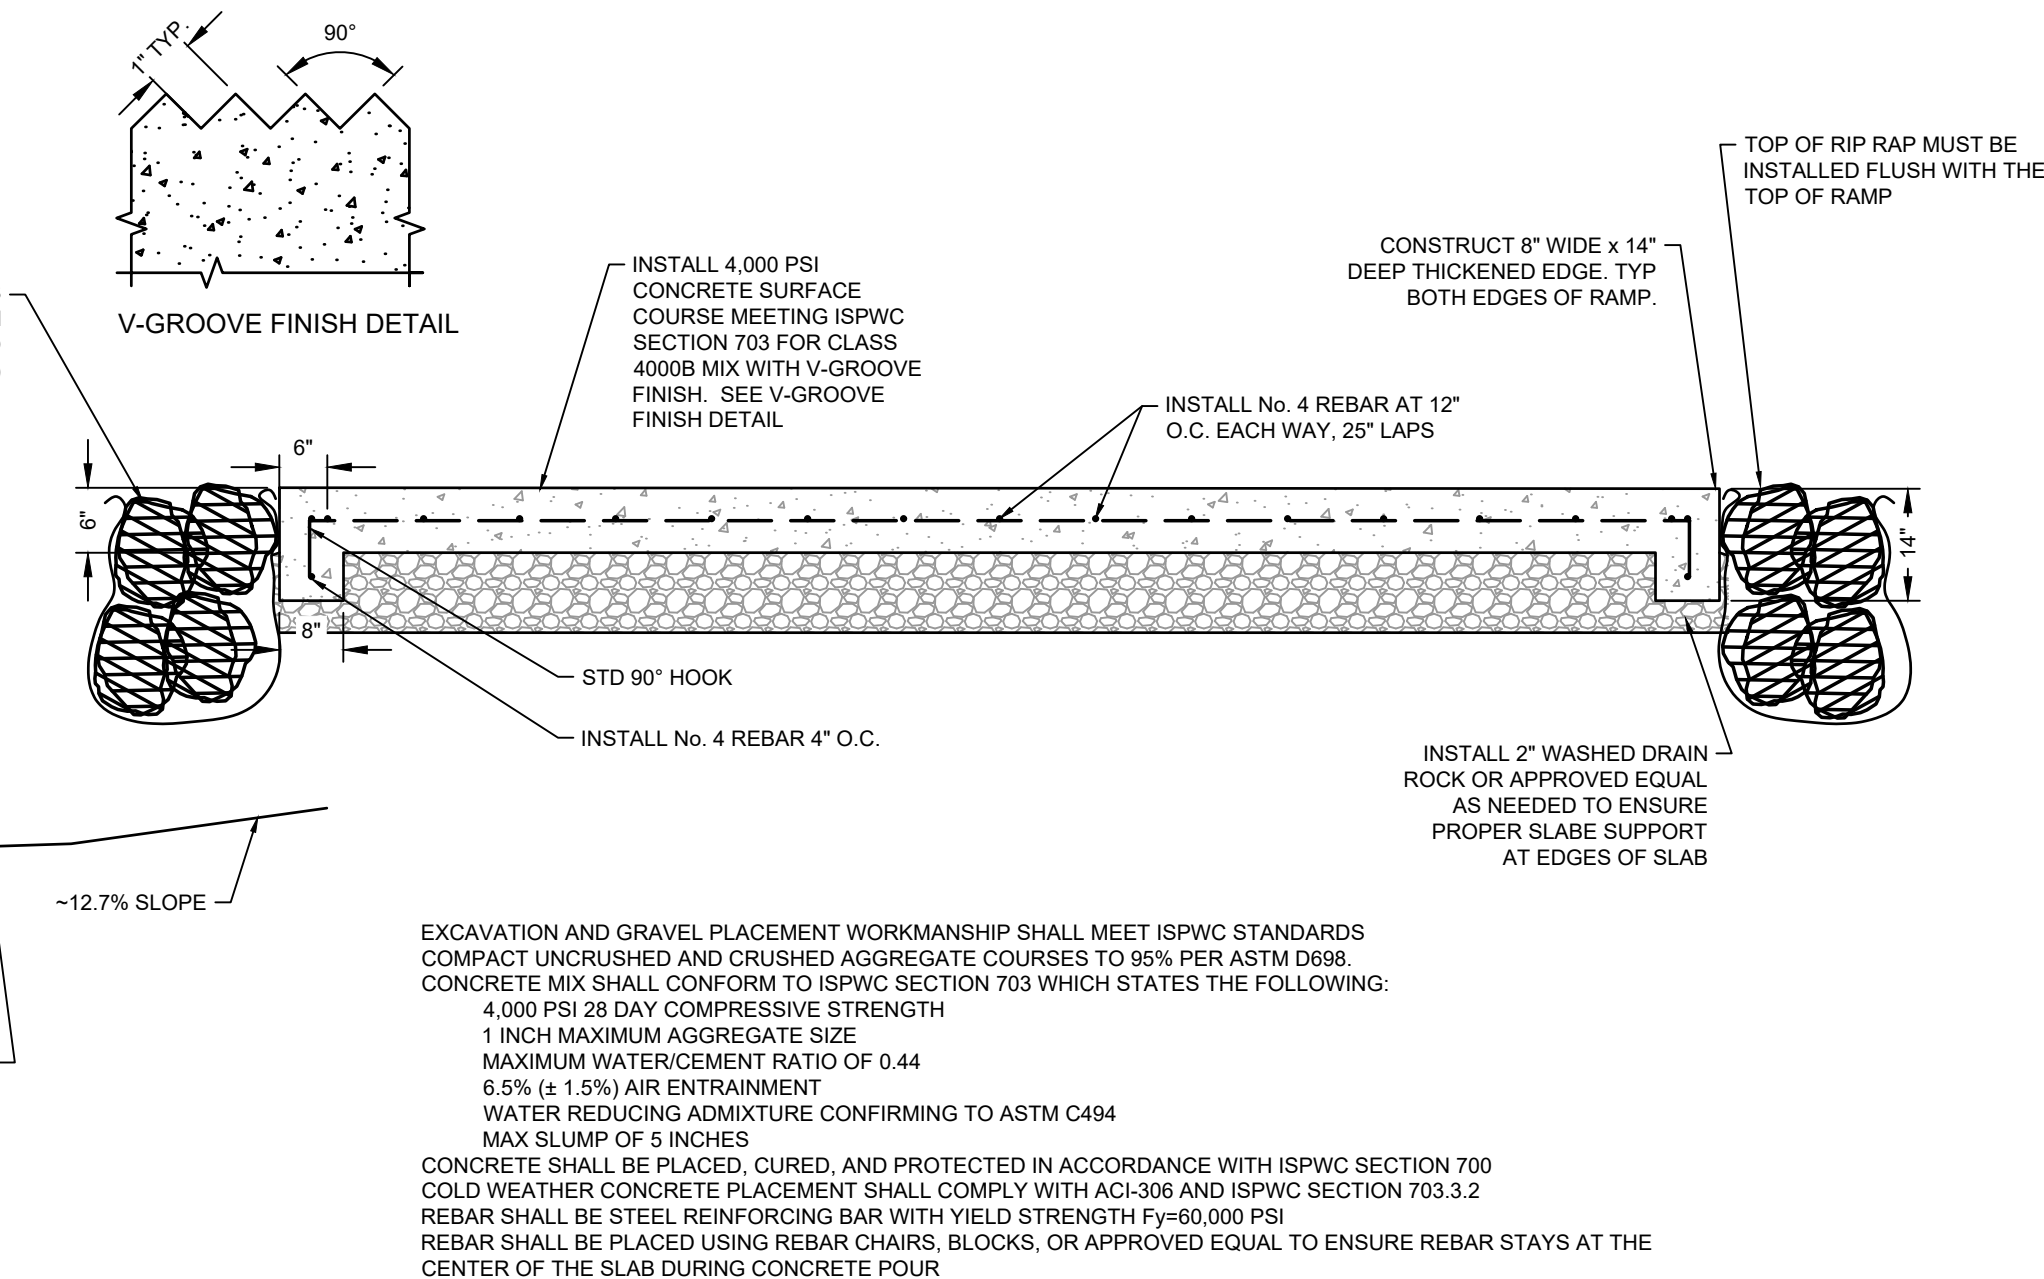 1" TYP.
90°
V-GROOVE FINISH DETAIL
INSTALL 4,000 PSI
CONCRETE SURFACE
COURSE MEETING ISPWC
SECTION 703 FOR CLASS
4000B MIX WITH V-GROOVE
FINISH. SEE V-GROOVE
FINISH DETAIL
TOP OF RIP RAP MUST BE
INSTALLED FLUSH WITH THE
TOP OF RAMP
CONSTRUCT 8" WIDE x 14"
DEEP THICKENED EDGE. TYP
BOTH EDGES OF RAMP.
INSTALL No. 4 REBAR AT 12"
O.C. EACH WAY, 25" LAPS
6"
6"
14"
8"
STD 90° HOOK
INSTALL No. 4 REBAR 4" O.C.
INSTALL 2" WASHED DRAIN
ROCK OR APPROVED EQUAL
AS NEEDED TO ENSURE
PROPER SLABE SUPPORT
AT EDGES OF SLAB
~12.7% SLOPE
EXCAVATION AND GRAVEL PLACEMENT WORKMANSHIP SHALL MEET ISPWC STANDARDS
COMPACT UNCRUSHED AND CRUSHED AGGREGATE COURSES TO 95% PER ASTM D698.
CONCRETE MIX SHALL CONFORM TO ISPWC SECTION 703 WHICH STATES THE FOLLOWING:
4,000 PSI 28 DAY COMPRESSIVE STRENGTH
1 INCH MAXIMUM AGGREGATE SIZE
MAXIMUM WATER/CEMENT RATIO OF 0.44
6.5% (± 1.5%) AIR ENTRAINMENT
WATER REDUCING ADMIXTURE CONFIRMING TO ASTM C494
MAX SLUMP OF 5 INCHES
CONCRETE SHALL BE PLACED, CURED, AND PROTECTED IN ACCORDANCE WITH ISPWC SECTION 700
COLD WEATHER CONCRETE PLACEMENT SHALL COMPLY WITH ACI-306 AND ISPWC SECTION 703.3.2
REBAR SHALL BE STEEL REINFORCING BAR WITH YIELD STRENGTH Fy=60,000 PSI
REBAR SHALL BE PLACED USING REBAR CHAIRS, BLOCKS, OR APPROVED EQUAL TO ENSURE REBAR STAYS AT THE
CENTER OF THE SLAB DURING CONCRETE POUR